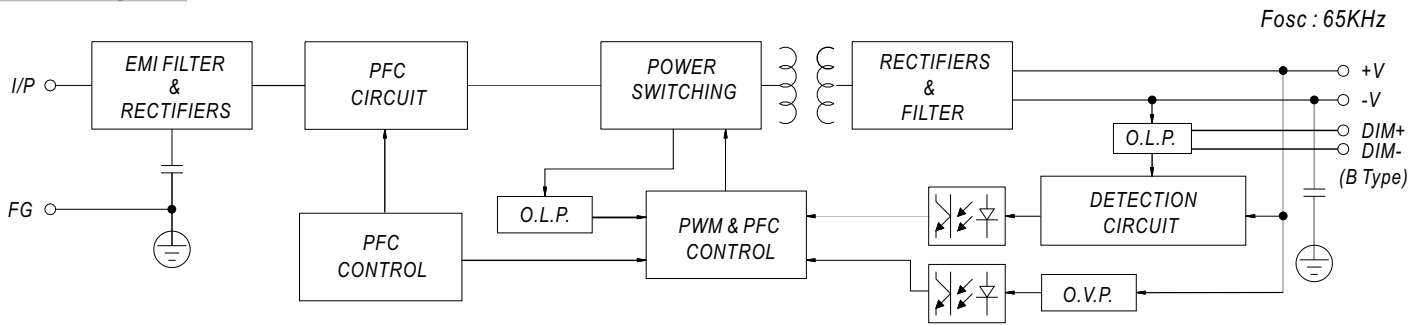 Fosc : 65KHz
I/P
EMI FILTER
&
RECTIFIERS
PFC
CIRCUIT
POWER
SWITCHING
RECTIFIERS
&
FILTER
+V
-V
O.L.P.
DIM+
DIM-
(B Type)
FG
O.L.P.
PFC
CONTROL
PWM & PFC
CONTROL
DETECTION
CIRCUIT
O.V.P.